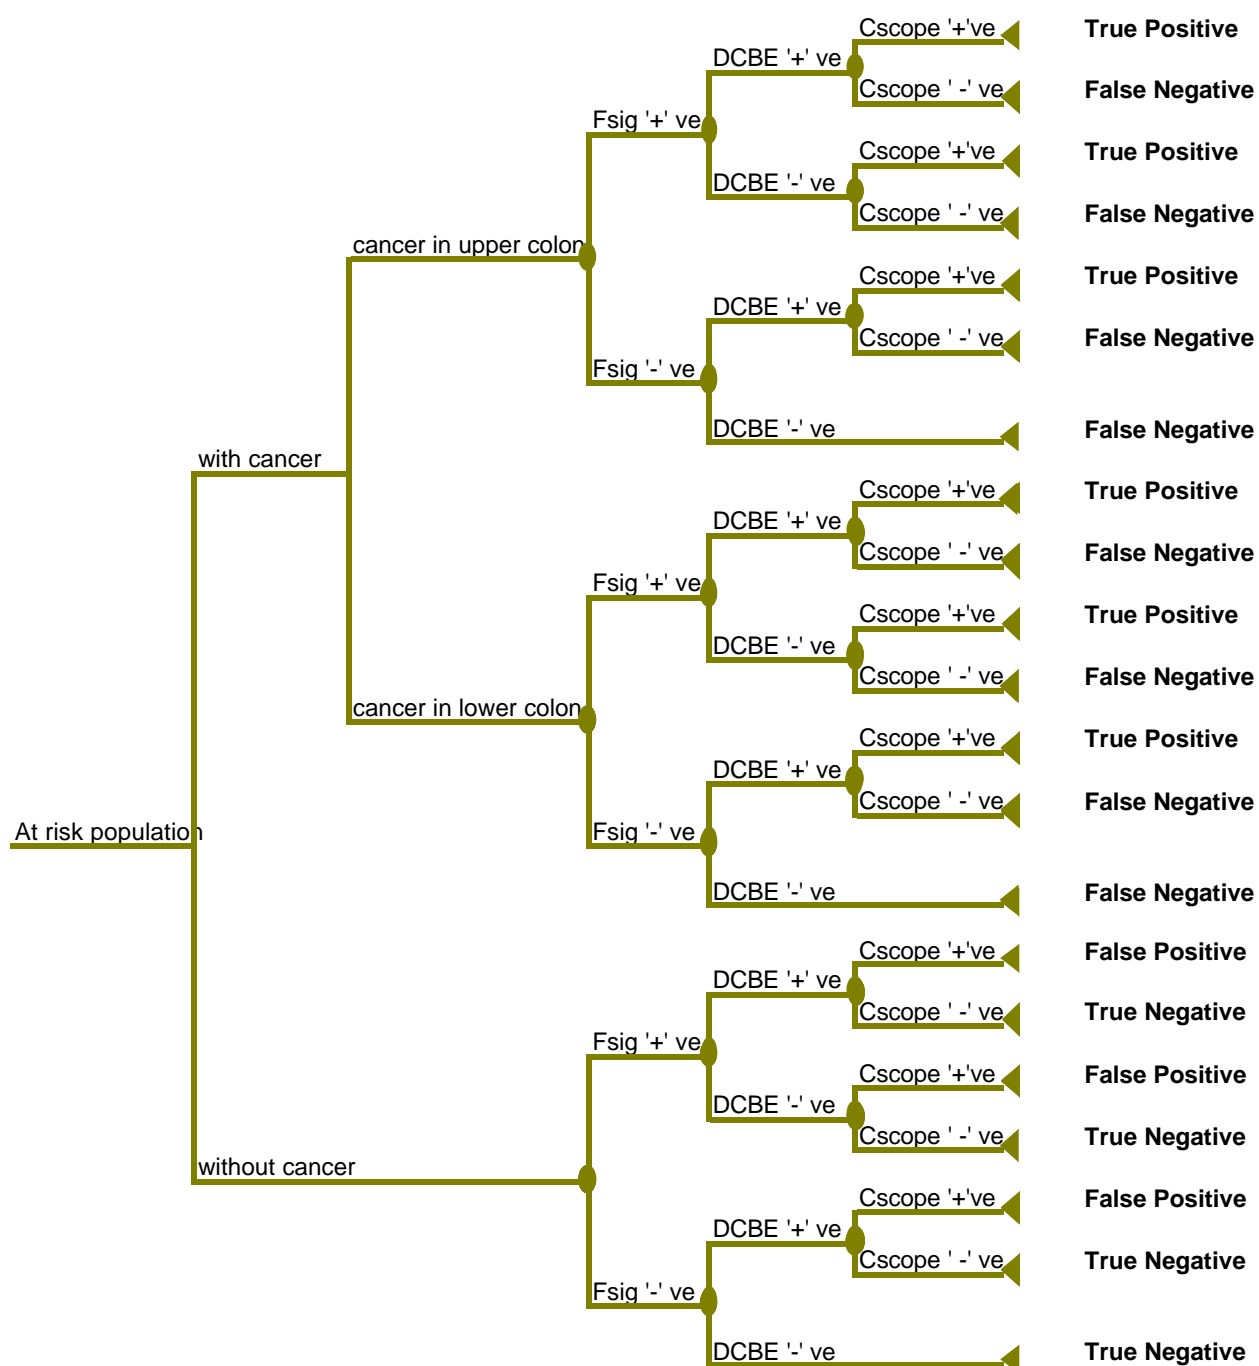 Cscope '+'ve True Positive
DCBE '+' ve
Cscope ' -' ve False Negative
Fsig '+' ve
Cscope '+'ve True Positive
DCBE '-' ve
Cscope ' -' ve False Negative
cancer in upper colon
Cscope '+'ve True Positive
DCBE '+' ve
Cscope ' -' ve False Negative
Fsig '-' ve
DCBE '-' ve False Negative
with cancer
Cscope '+'ve True Positive
DCBE '+' ve
Cscope ' -' ve False Negative
Fsig '+' ve
Cscope '+'ve True Positive
DCBE '-' ve
Cscope ' -' ve False Negative
cancer in lower colon
Cscope '+'ve True Positive
DCBE '+' ve
Cscope ' -' ve False Negative
At risk population
Fsig '-' ve
DCBE '-' ve False Negative
Cscope '+'ve False Positive
DCBE '+' ve
Cscope ' -' ve True Negative
Fsig '+' ve
Cscope '+'ve False Positive
DCBE '-' ve
Cscope ' -' ve True Negative
without cancer
Cscope '+'ve False Positive
DCBE '+' ve
Cscope ' -' ve True Negative
Fsig '-' ve
DCBE '-' ve True Negative